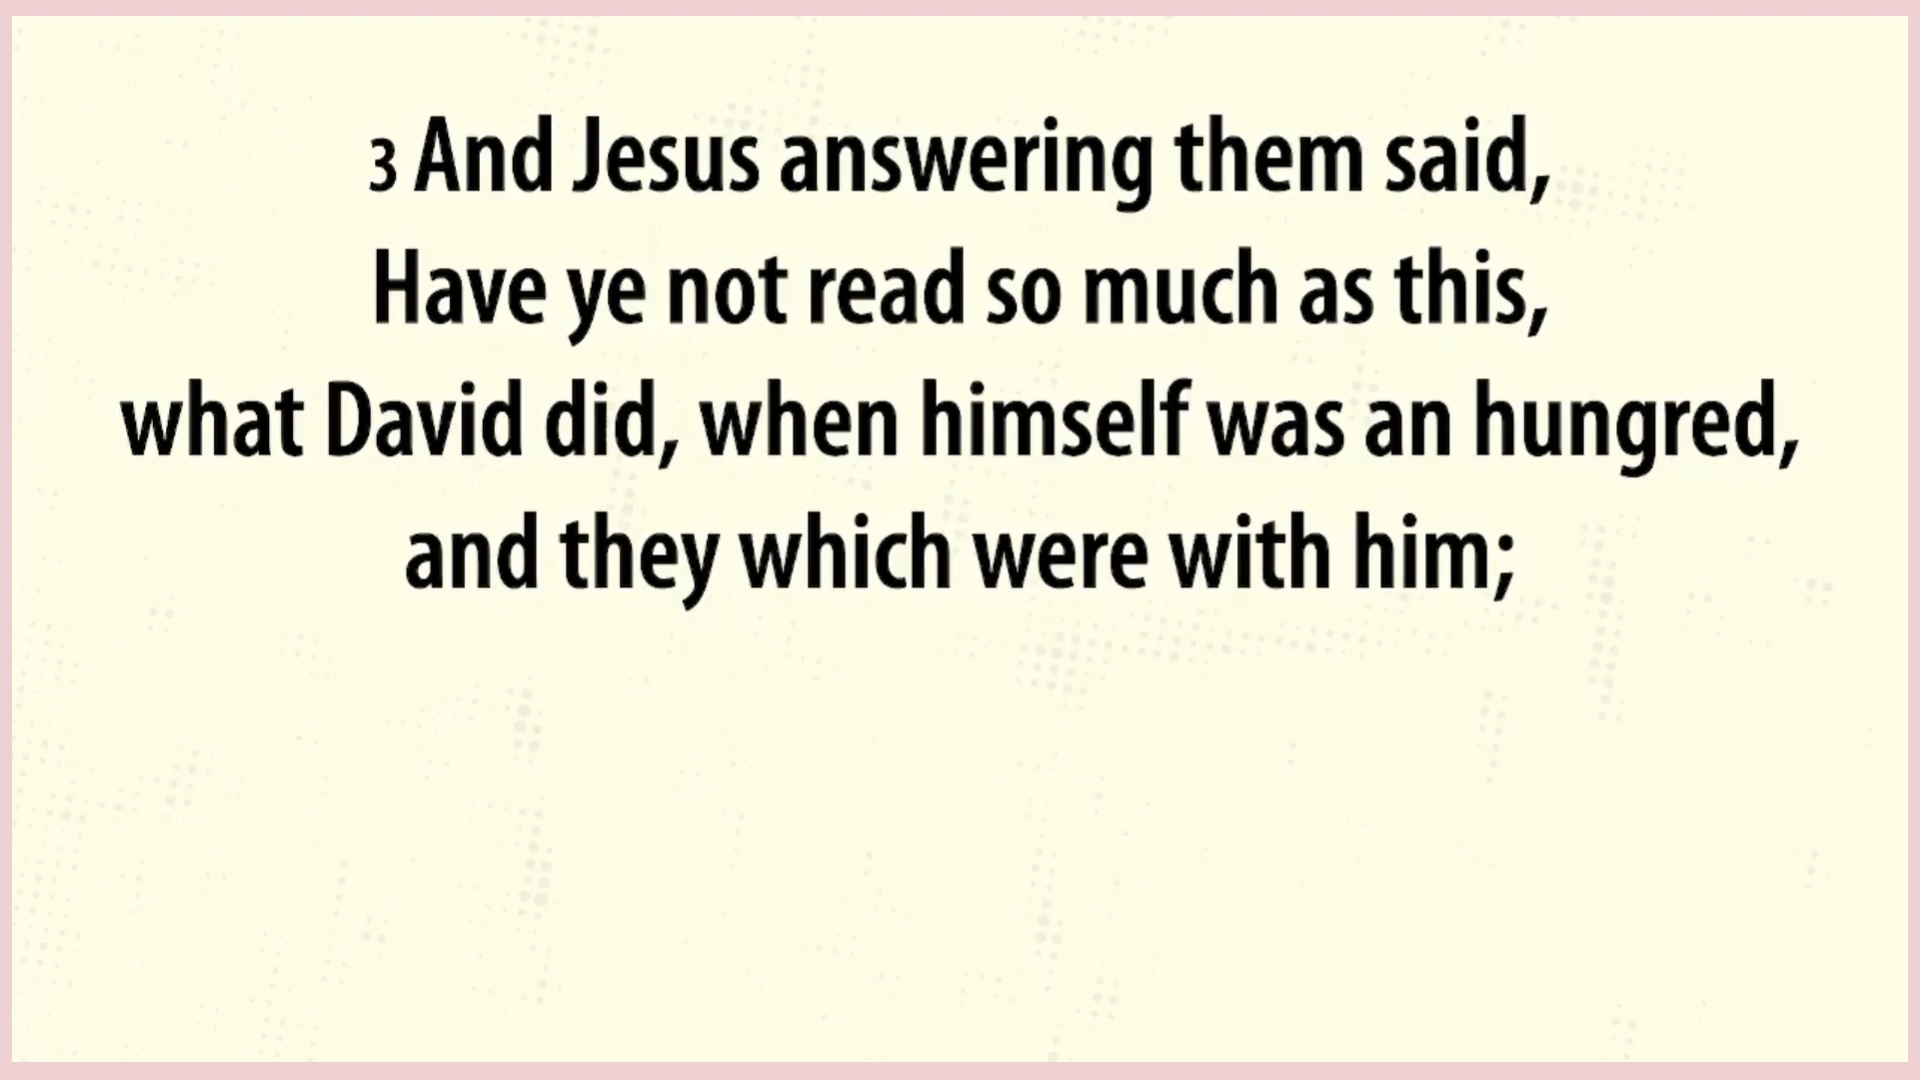 3 And Jesus answering them said,
Have ye not read so much as this,
what David did, when himself was an hungred,
and they which were with him;